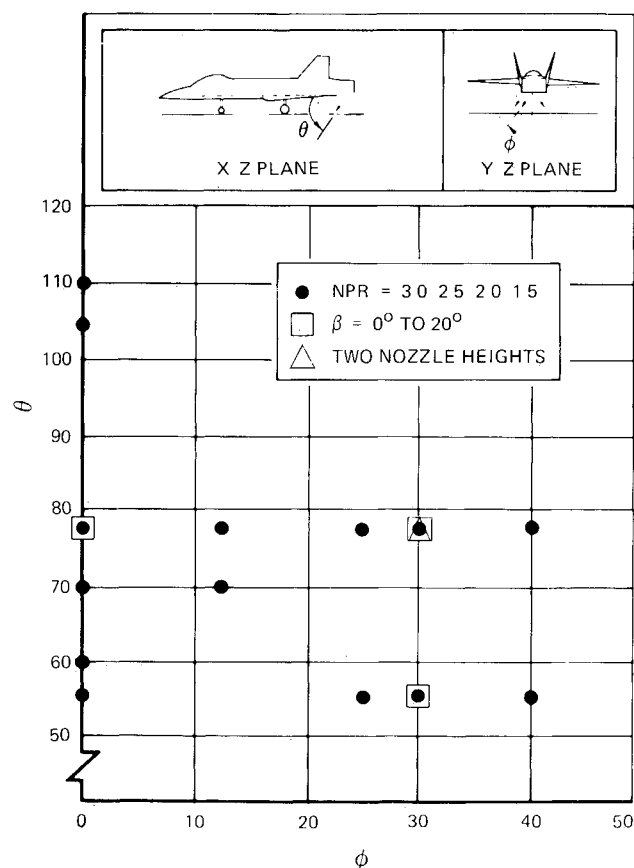 θ
X Z PLANE
ϕ
Y Z PLANE
● NPR = 3 0 2 5 2 0 1 5
β = 0° TO 20°
TWO NOZZLE HEIGHTS
120
110
100
90
80
70
60
50
θ
0 10 20 30 40 50
ϕ